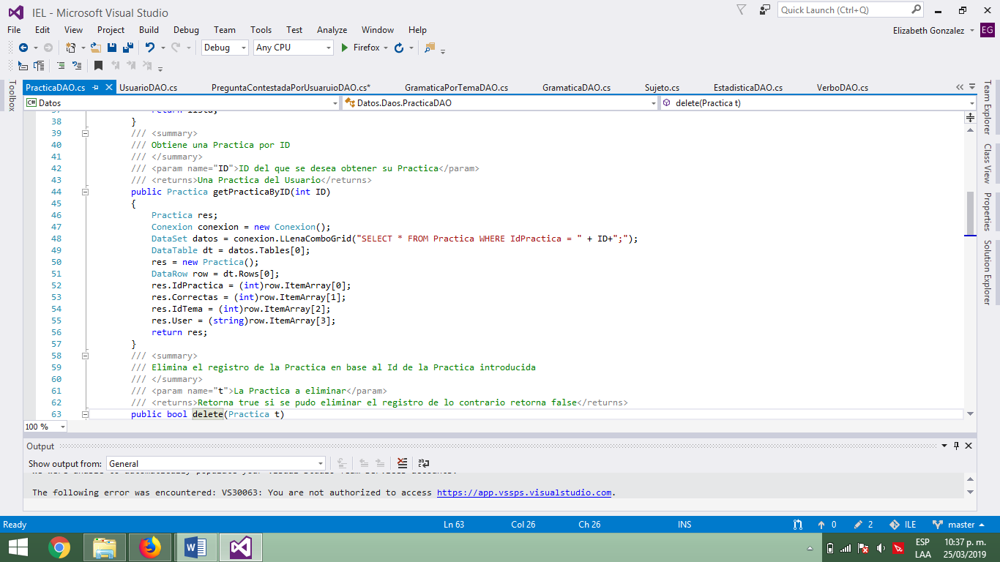 IEL - Microsoft Visual Studio
Quick Launch (Ctrl+Q)
File Edit View Project Build Debug Team Tools Test Analyze Window Help
Elizabeth Gonzalez EG
Debug Any CPU Firefox
PracticaDAO.cs UsuarioDAO.cs PreguntaContestadaPorUsuaruioDAO.cs* GramaticaPorTemaDAO.cs GramaticaDAO.cs Sujeto.cs EstadisticaDAO.cs VerboDAO.cs
Toolbox
Datos Datos.Daos.PracticaDAO delete(Practica t)
37 return lista;
38 }
39 /// <summary>
40 /// Obtiene una Practica por ID
41 /// </summary>
42 /// <param name="ID">ID del que se desea obtener su Practica</param>
43 /// <returns>Una Practica del Usuario</returns>
44 public Practica getPracticaByID(int ID)
45 {
46 Practica res;
47 Conexion conexion = new Conexion();
48 DataSet datos = conexion.LLenaComboGrid("SELECT * FROM Practica WHERE IdPractica = " + ID+";");
49 DataTable dt = datos.Tables[0];
50 res = new Practica();
51 DataRow row = dt.Rows[0];
52 res.IdPractica = (int)row.ItemArray[0];
53 res.Correctas = (int)row.ItemArray[1];
54 res.IdTema = (int)row.ItemArray[2];
55 res.User = (string)row.ItemArray[3];
56 return res;
57 }
58 /// <summary>
59 /// Elimina el registro de la Practica en base al Id de la Practica introducida
60 /// </summary>
61 /// <param name="t">La Practica a eliminar</param>
62 /// <returns>Retorna true si se pudo eliminar el registro de lo contrario retorna false</returns>
63 public bool delete(Practica t)
Team Explorer
Class View
Properties
Solution Explorer
100 %
Output
Show output from: General
We were unable to automatically populate your Visual Studio Team Services accounts.
The following error was encountered: VS30063: You are not authorized to access https://app.vssps.visualstudio.com.
Ready Ln 63 Col 26 Ch 26 INS 0 2 ILE master
ESP 10:37 p. m.
LAA 25/03/2019